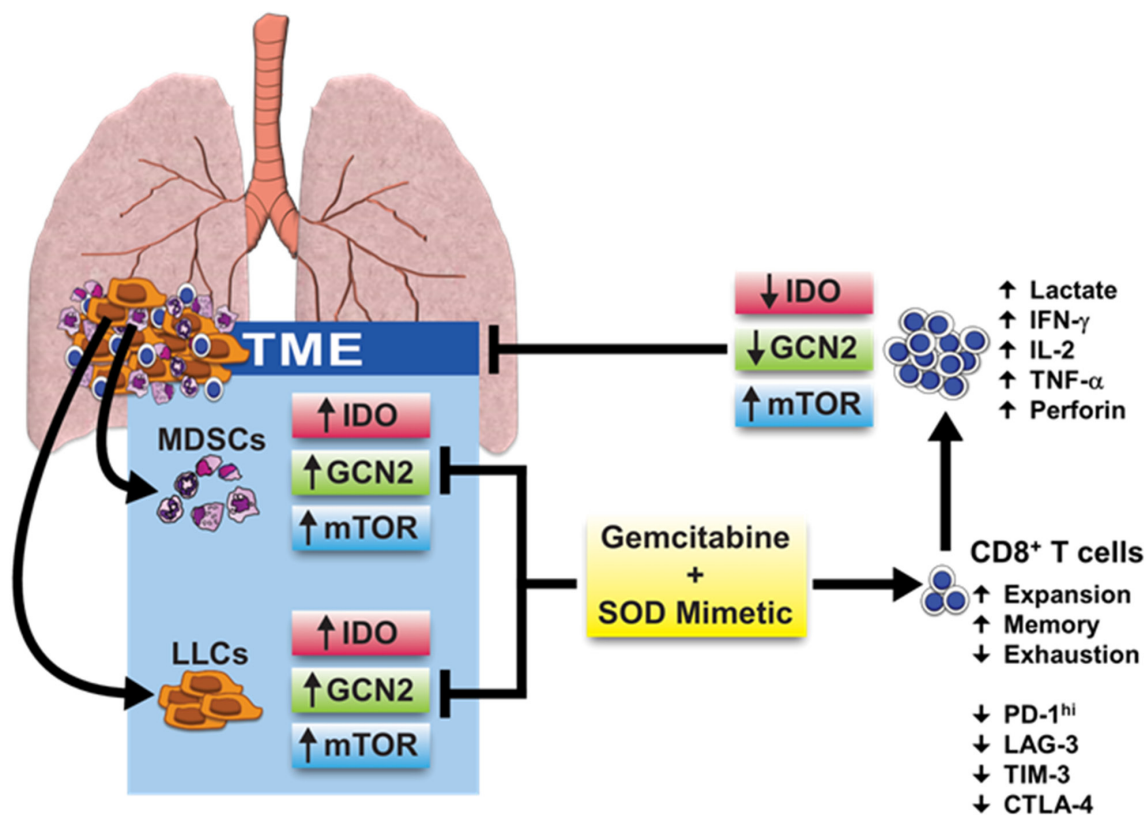 TME
MDSCs
↑ IDO
↑ GCN2
↑ mTOR
LLCs
↑ IDO
↑ GCN2
↑ mTOR
Gemcitabine
+
SOD Mimetic
↓ IDO
↓ GCN2
↑ mTOR
↑ Lactate
↑ IFN-γ
↑ IL-2
↑ TNF-α
↑ Perforin
CD8⁺ T cells
↑ Expansion
↑ Memory
↓ Exhaustion
↓ PD-1ʰⁱ
↓ LAG-3
↓ TIM-3
↓ CTLA-4